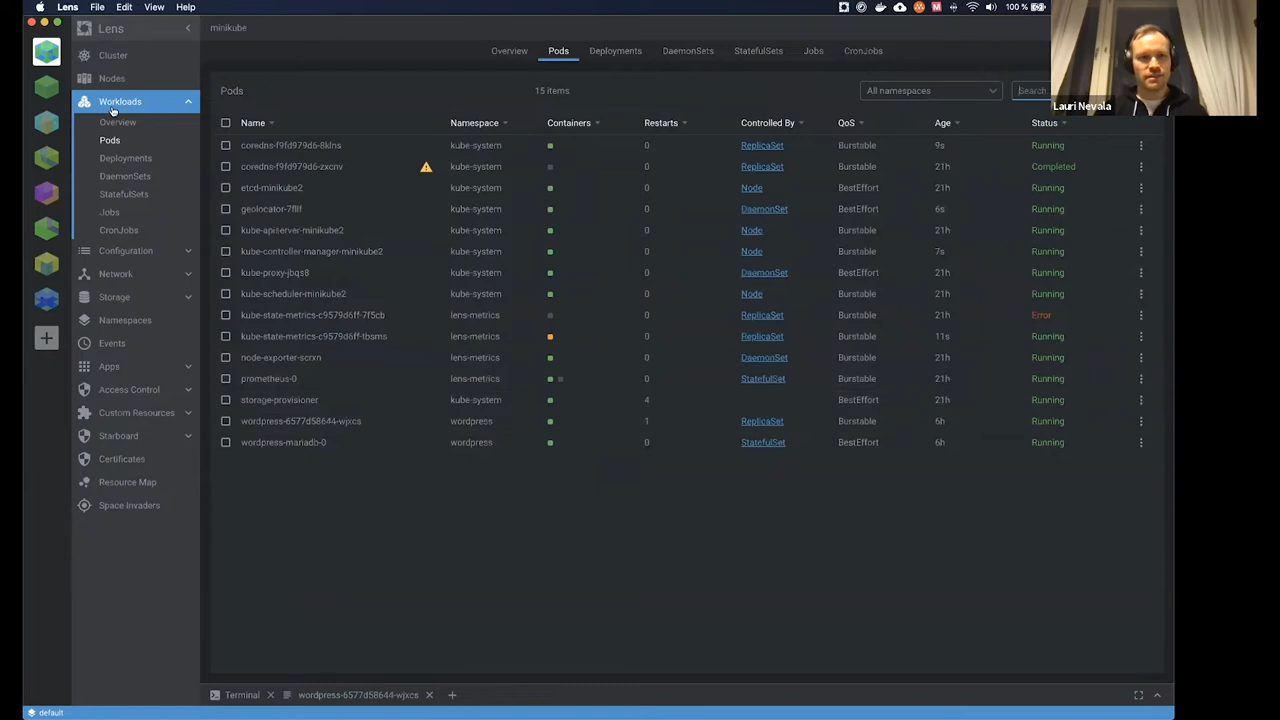 Lens File Edit View Window Help
100 %
Lens
minikube
Cluster
Nodes
Workloads
Overview
Pods
Deployments
DaemonSets
StatefulSets
Jobs
CronJobs
Configuration
Network
Storage
Namespaces
Events
Apps
Access Control
Custom Resources
Starboard
Certificates
Resource Map
Space Invaders
Overview Pods Deployments DaemonSets StatefulSets Jobs CronJobs
Pods 15 items All namespaces Search
Lauri Nevala
Name Namespace Containers Restarts Controlled By QoS Age Status
coredns-f9fd979d6-8klns kube-system 0 ReplicaSet Burstable 9s Running
coredns-f9fd979d6-zxcnv kube-system 0 ReplicaSet Burstable 21h Completed
etcd-minikube2 kube-system 0 Node BestEffort 21h Running
kube-system 0 DaemonSet BestEffort 6s Running
kube-apiserver-minikube2 kube-system 0 Node Burstable 21h Running
kube-controller-manager-minikube2 kube-system 0 Node Burstable 7s Running
kube-proxy-jbqs8 kube-system 0 DaemonSet BestEffort 21h Running
kube-scheduler-minikube2 kube-system 0 Node Burstable 21h Running
kube-state-metrics-c9579d6ff-7f5cb lens-metrics 0 ReplicaSet Burstable 21h Error
kube-state-metrics-c9579d6ff-tbsms lens-metrics 0 ReplicaSet Burstable 11s Running
node-exporter-scrxn lens-metrics 0 DaemonSet Burstable 21h Running
prometheus-0 lens-metrics 0 StatefulSet Burstable 21h Running
storage-provisioner kube-system 4 BestEffort 21h Running
wordpress-6577d58644-wjxcs wordpress 1 ReplicaSet Burstable 6h Running
wordpress-mariadb-0 wordpress 0 StatefulSet BestEffort 6h Running
Terminal wordpress-6577d58644-wjxcs
default